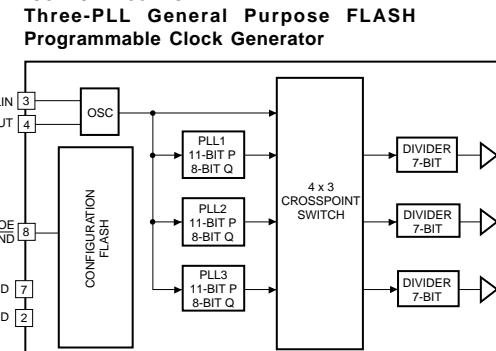 Three-PLL General Purpose FLASH
Programmable Clock Generator
3
4
OSC
PLL1
11-BIT P
8-BIT Q
PLL2
11-BIT P
8-BIT Q
PLL3
11-BIT P
8-BIT Q
4 x 3
CROSSPOINT
SWITCH
DIVIDER
7-BIT
DIVIDER
7-BIT
DIVIDER
7-BIT
CONFIGURATION
FLASH
8
7
2